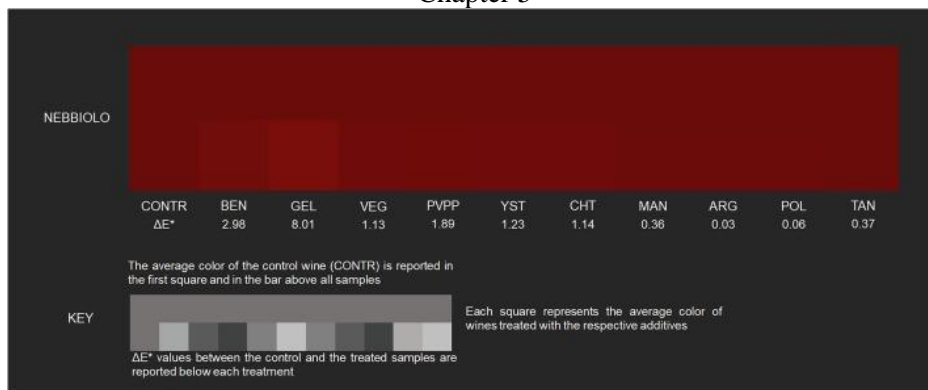 NEBBIOLO
CONTR BEN GEL VEG PVPP YST CHT MAN ARG POL TAN
ΔE* 2.98 8.01 1.13 1.89 1.23 1.14 0.36 0.03 0.06 0.37
The average color of the control wine (CONTR) is reported in
the first square and in the bar above all samples
KEY
Each square represents the average color of
wines treated with the respective additives
ΔE* values between the control and the treated samples are
reported below each treatment